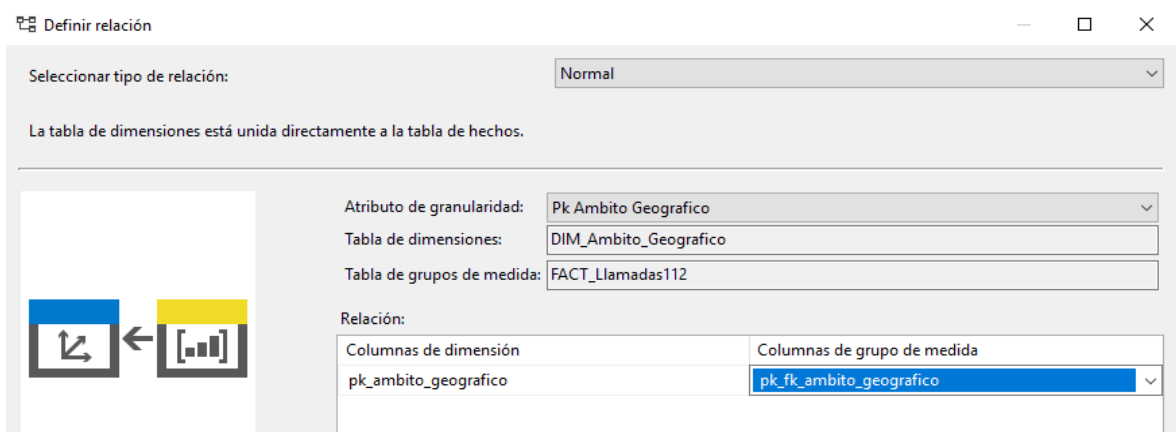 Definir relación
Seleccionar tipo de relación: Normal
La tabla de dimensiones está unida directamente a la tabla de hechos.
Atributo de granularidad: Pk Ambito Geografico
Tabla de dimensiones: DIM_Ambito_Geografico
Tabla de grupos de medida: FACT_Llamadas112
Relación:
Columnas de dimensión Columnas de grupo de medida
pk_ambito_geografico pk_fk_ambito_geografico